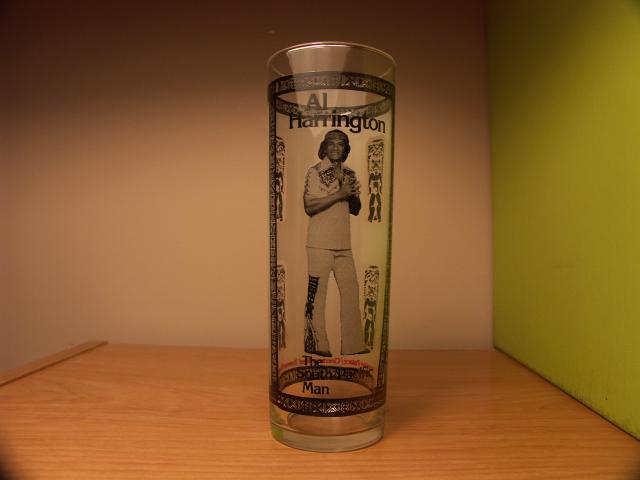 Al
Harrington
The
South Pacific
Man